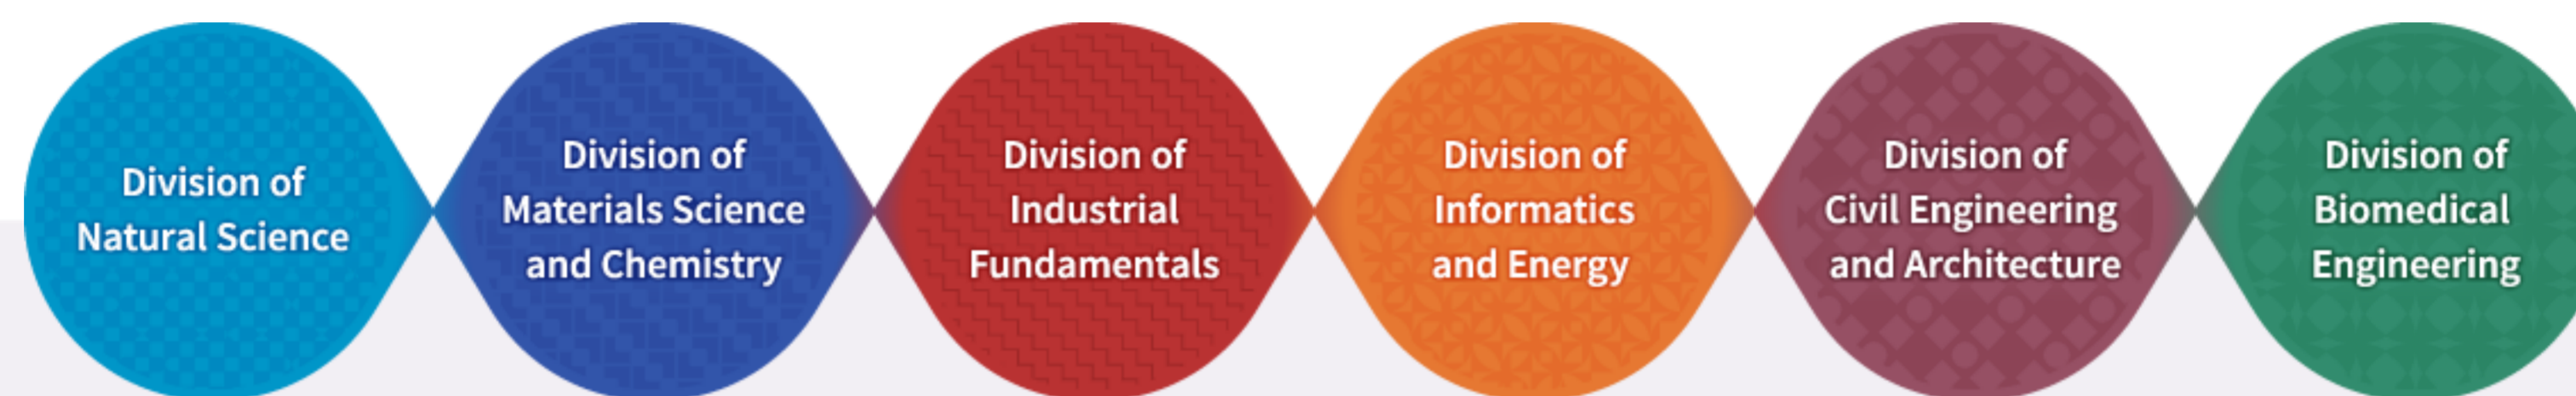 Division of
Natural Science
Division of
Materials Science
and Chemistry
Division of
Industrial
Fundamentals
Division of
Informatics
and Energy
Division of
Civil Engineering
and Architecture
Division of
Biomedical
Engineering